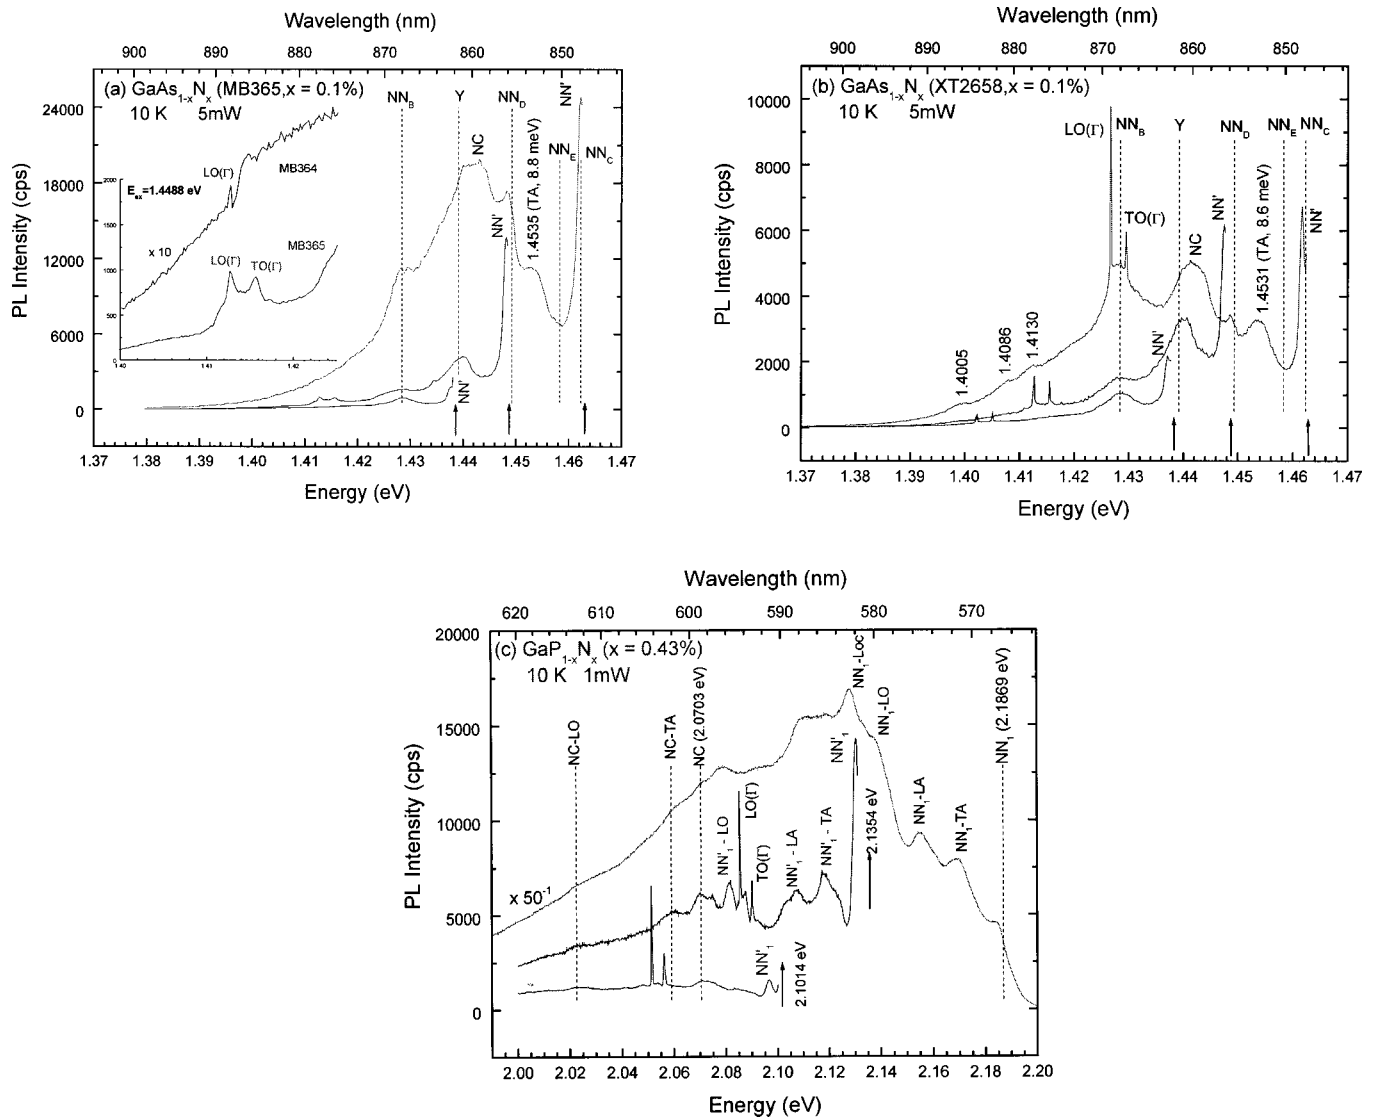 Wavelength (nm)
900 890 880 870 860 850
(a) GaAs1-xNx (MB365,x = 0.1%)
10 K 5mW
NNB
Y
NND
NN'
NC
1.4535 (TA, 8.8 meV)
NNE
NNC
NN'
NN'
PL Intensity (cps)
24000
18000
12000
6000
0
Eex=1.4488 eV
LO(Γ)
MB364
x 10
MB365
LO(Γ)
TO(Γ)
2000
1500
1000
500
0
1.40 1.41 1.42
1.37 1.38 1.39 1.40 1.41 1.42 1.43 1.44 1.45 1.46 1.47
Energy (eV)
Wavelength (nm)
900 890 880 870 860 850
(b) GaAs1-xNx (XT2658,x = 0.1%)
10 K 5mW
LO(Γ)
NNB
Y
NND
NNE
NNC
TO(Γ)
NC
NN'
1.4531 (TA, 8.6 meV)
NN'
NN'
1.4005
1.4086
1.4130
PL Intensity (cps)
10000
8000
6000
4000
2000
0
1.37 1.38 1.39 1.40 1.41 1.42 1.43 1.44 1.45 1.46 1.47
Energy (eV)
Wavelength (nm)
620 610 600 590 580 570
(c) GaP1-xNx (x = 0.43%)
10 K 1mW
NC-LO
NC-TA
NC (2.0703 eV)
NN1-Loc
NN1-LO
NN1 (2.1869 eV)
NN'1
NN1-LA
NN1-TA
x 50-1
NN'1 - LO
LO(Γ)
TO(Γ)
NN'1 - LA
NN'1 - TA
2.1354 eV
NN'1
2.1014 eV
PL Intensity (cps)
20000
15000
10000
5000
0
2.00 2.02 2.04 2.06 2.08 2.10 2.12 2.14 2.16 2.18 2.20
Energy (eV)